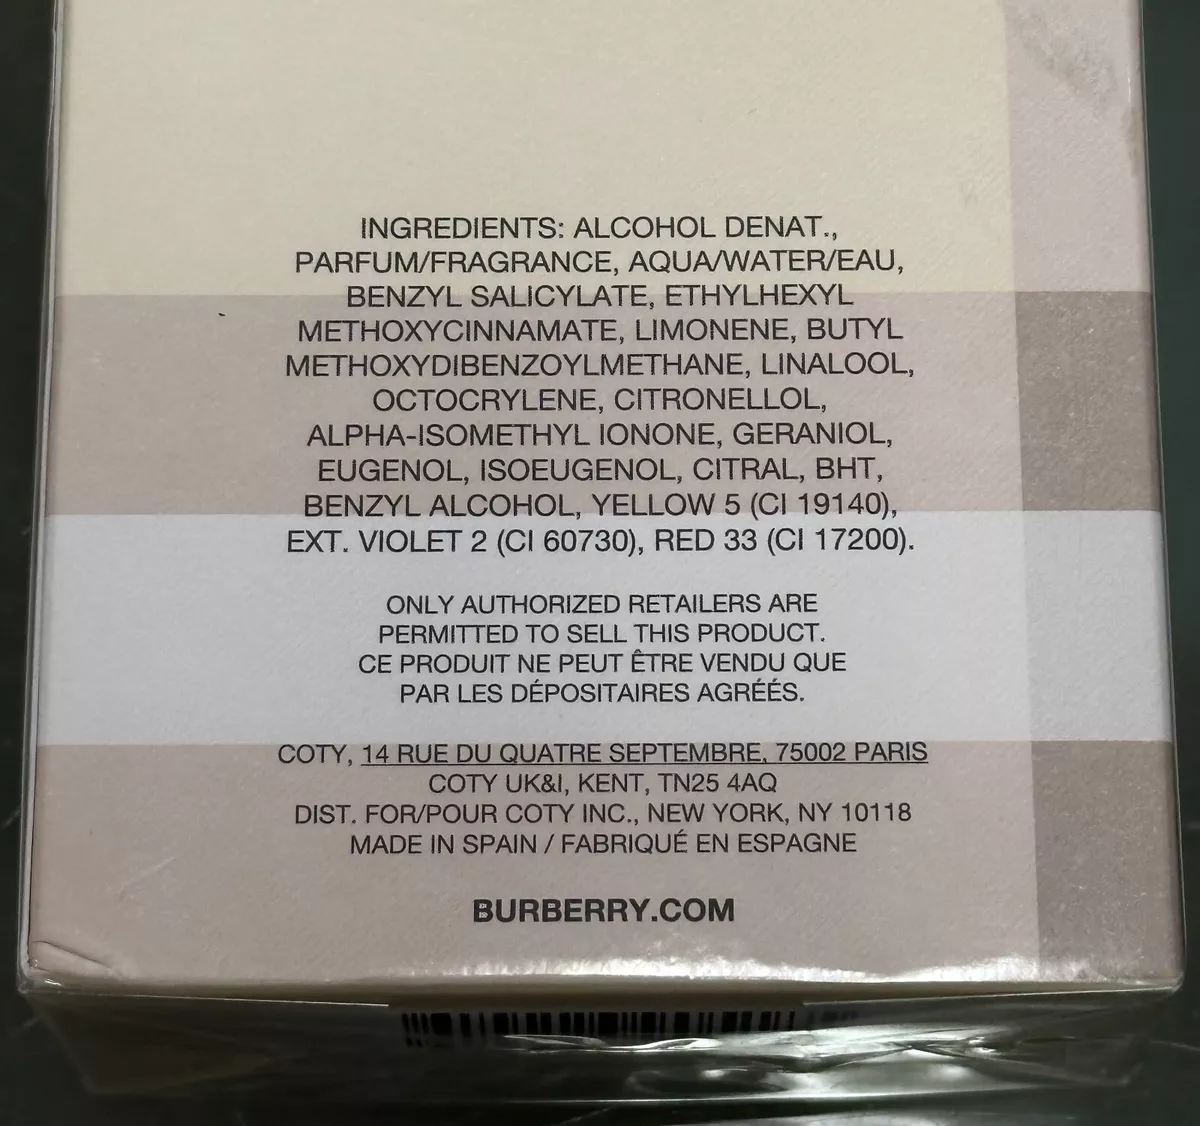 INGREDIENTS: ALCOHOL DENAT.,
PARFUM/FRAGRANCE, AQUA/WATER/EAU,
BENZYL SALICYLATE, ETHYLHEXYL
METHOXYCINNAMATE, LIMONENE, BUTYL
METHOXYDIBENZOYLMETHANE, LINALOOL,
OCTOCRYLENE, CITRONELLOL,
ALPHA-ISOMETHYL IONONE, GERANIOL,
EUGENOL, ISOEUGENOL, CITRAL, BHT,
BENZYL ALCOHOL, YELLOW 5 (CI 19140),
EXT. VIOLET 2 (CI 60730), RED 33 (CI 17200).
ONLY AUTHORIZED RETAILERS ARE
PERMITTED TO SELL THIS PRODUCT.
CE PRODUIT NE PEUT ÊTRE VENDU QUE
PAR LES DÉPOSITAIRES AGRÉÉS.
COTY, 14 RUE DU QUATRE SEPTEMBRE, 75002 PARIS
COTY UK&I, KENT, TN25 4AQ
DIST. FOR/POUR COTY INC., NEW YORK, NY 10118
MADE IN SPAIN / FABRIQUÉ EN ESPAGNE
BURBERRY.COM